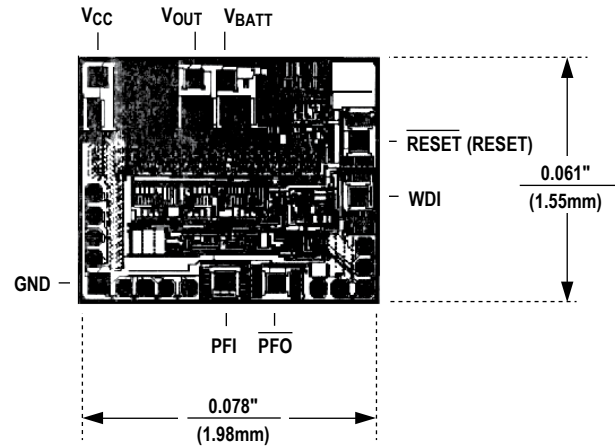 VCC VOUT VBATT
RESET (RESET)
0.061"
(1.55mm)
WDI
GND
PFI PFO
0.078"
(1.98mm)